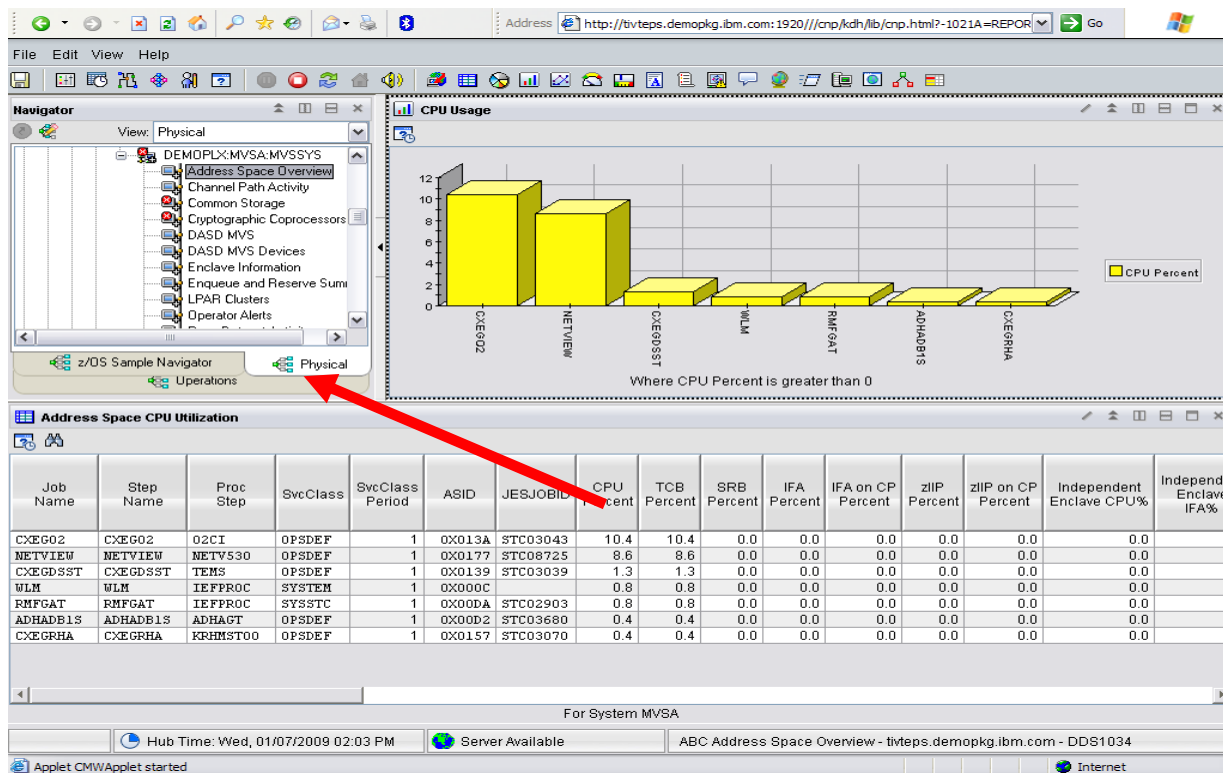 Address http://tivteps.demopkg.ibm.com:1920///cnp/kdh/lib/cnp.html?-1021A=REPOR Go
File Edit View Help
Navigator
View: Physical
DEMOPLX:MVSA:MVSSYS
Address Space Overview
Channel Path Activity
Common Storage
Cryptographic Coprocessors
DASD MVS
DASD MVS Devices
Enclave Information
Enqueue and Reserve Sum
LPAR Clusters
Operator Alerts
z/OS Sample Navigator
Physical
Operations
CPU Usage
12
10
8
6
4
2
0
CXEG02
NETVIEW
CXEGDSST
WLM
RMFGAT
ADHADB1S
CXEGRHA
CPU Percent
Where CPU Percent is greater than 0
Address Space CPU Utilization
Job Name Step Name Proc Step SvcClass SvcClass Period ASID JESJOBID CPU Percent TCB Percent SRB Percent IFA Percent IFA on CP Percent zIIP Percent zIIP on CP Percent Independent Enclave CPU% Independ Enclave IFA%
CXEG02 CXEG02 02CI OPSDEF 1 0X013A STC03043 10.4 10.4 0.0 0.0 0.0 0.0 0.0 0.0
NETVIEW NETVIEW NETV530 OPSDEF 1 0X0177 STC08725 8.6 8.6 0.0 0.0 0.0 0.0 0.0 0.0
CXEGDSST CXEGDSST TEMS OPSDEF 1 0X0139 STC03039 1.3 1.3 0.0 0.0 0.0 0.0 0.0 0.0
WLM WLM IEFPROC SYSTEM 1 0X000C 0.8 0.8 0.0 0.0 0.0 0.0 0.0 0.0
RMFGAT RMFGAT IEFPROC SYSSTC 1 0X00DA STC02903 0.8 0.8 0.0 0.0 0.0 0.0 0.0 0.0
ADHADB1S ADHADB1S ADHAGT OPSDEF 1 0X00D2 STC03680 0.4 0.4 0.0 0.0 0.0 0.0 0.0 0.0
CXEGRHA CXEGRHA KRHMST00 OPSDEF 1 0X0157 STC03070 0.4 0.4 0.0 0.0 0.0 0.0 0.0 0.0
For System MVSA
Hub Time: Wed, 01/07/2009 02:03 PM
Server Available
ABC Address Space Overview - tivteps.demopkg.ibm.com - DDS1034
Applet CMWApplet started
Internet